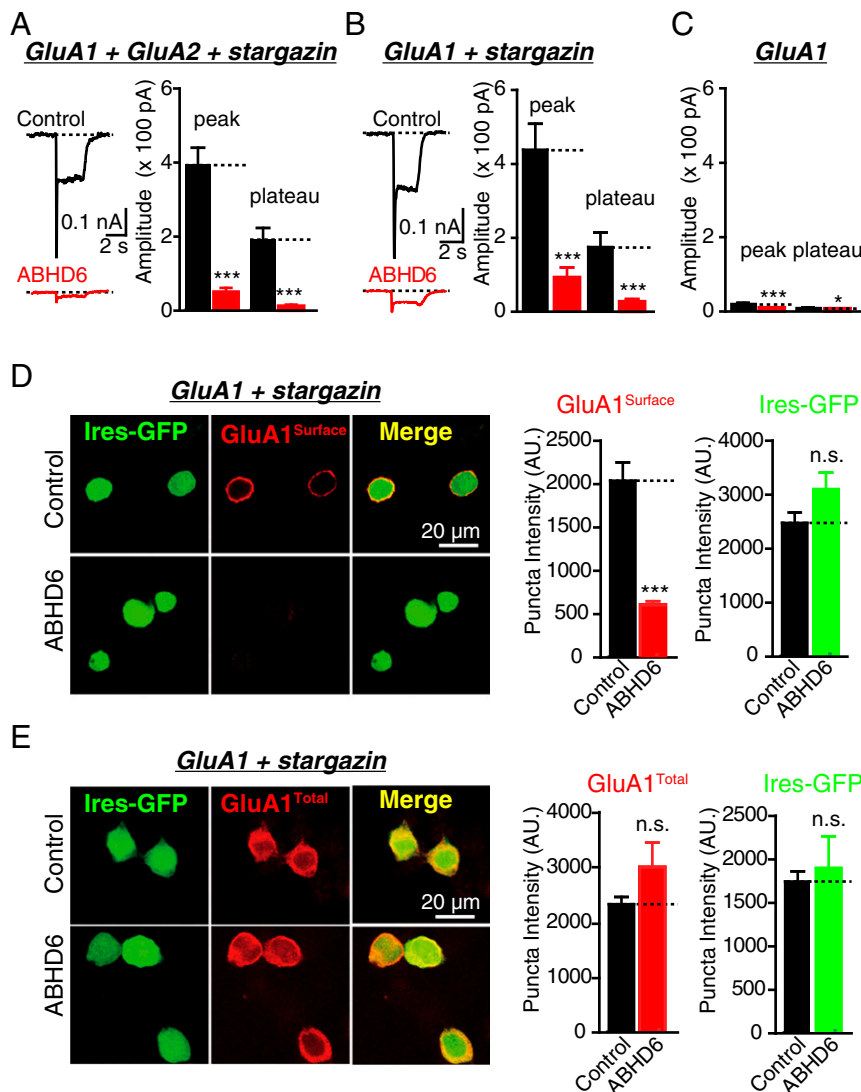 A
GluA1 + GluA2 + stargazin
Control
0.1 nA
2 s
ABHD6
Amplitude (x 100 pA)
6
4
2
0
peak
plateau
***
***
B
GluA1 + stargazin
Control
0.1 nA
2 s
ABHD6
Amplitude (x 100 pA)
6
4
2
0
peak
plateau
***
***
C
GluA1
Amplitude (x 100 pA)
6
4
2
0
peak plateau
***
*
D
GluA1 + stargazin
Ires-GFP
GluA1Surface
Merge
Control
20 µm
ABHD6
GluA1Surface
Puncta Intensity (AU.)
2500
2000
1500
1000
500
0
***
Control
ABHD6
Ires-GFP
Puncta Intensity (AU.)
4000
3000
2000
1000
0
n.s.
Control
ABHD6
E
GluA1 + stargazin
Ires-GFP
GluA1Total
Merge
Control
20 µm
ABHD6
GluA1Total
Puncta Intensity (AU.)
4000
3000
2000
1000
0
n.s.
Control
ABHD6
Ires-GFP
Puncta Intensity (AU.)
2500
2000
1500
1000
500
0
n.s.
Control
ABHD6